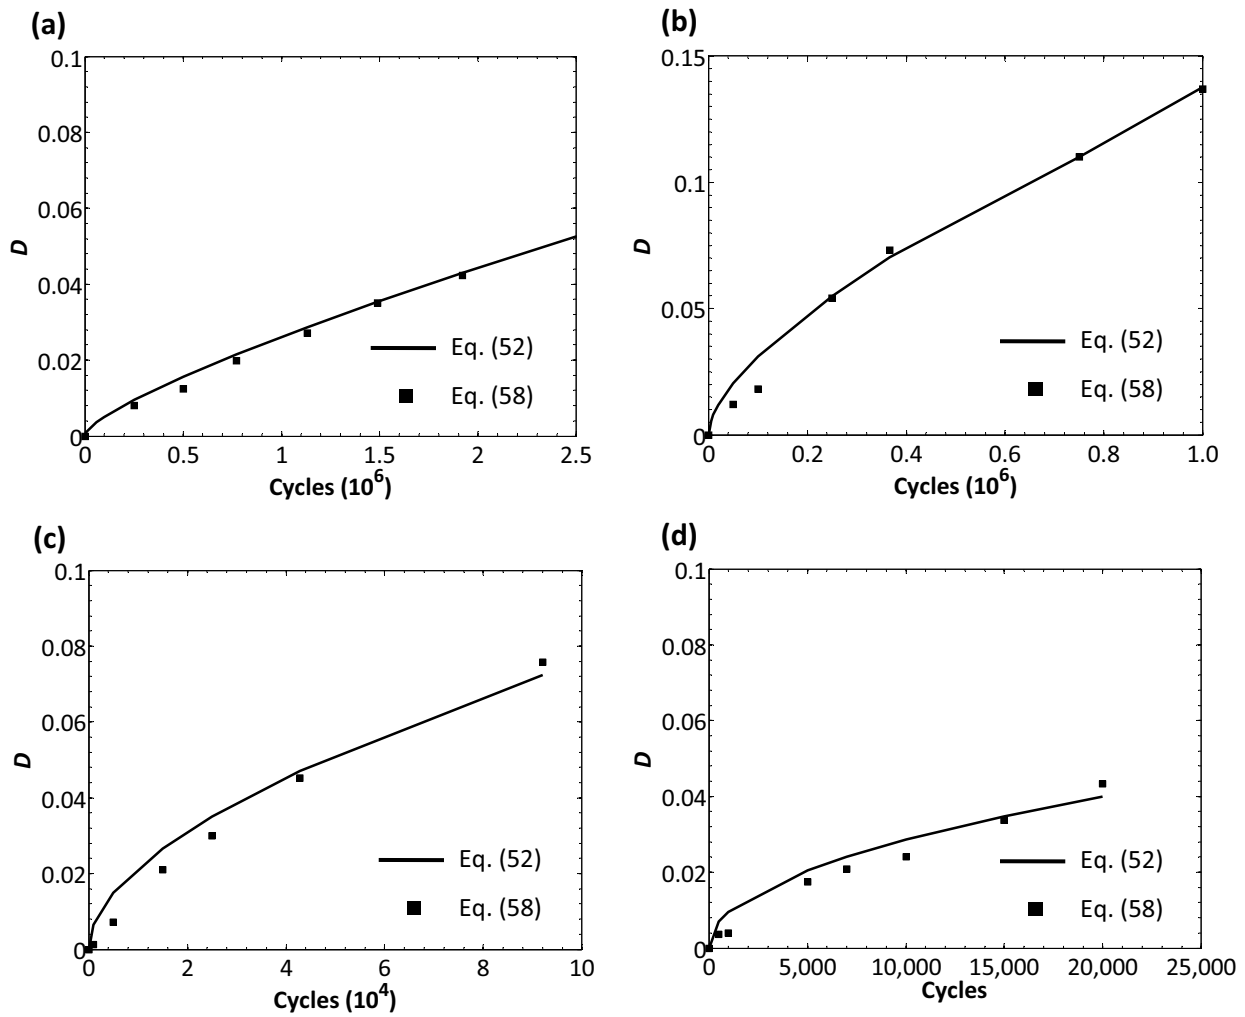 (a)
0.1
0.08
0.06
0.04
0.02
0
D
0 0.5 1 1.5 2 2.5
Cycles (10^6)
Eq. (52)
Eq. (58)
(b)
0.15
0.1
0.05
0
D
0 0.2 0.4 0.6 0.8 1.0
Cycles (10^6)
Eq. (52)
Eq. (58)
(c)
0.1
0.08
0.06
0.04
0.02
0
D
0 2 4 6 8 10
Cycles (10^4)
Eq. (52)
Eq. (58)
(d)
0.1
0.08
0.06
0.04
0.02
0
D
0 5,000 10,000 15,000 20,000 25,000
Cycles
Eq. (52)
Eq. (58)